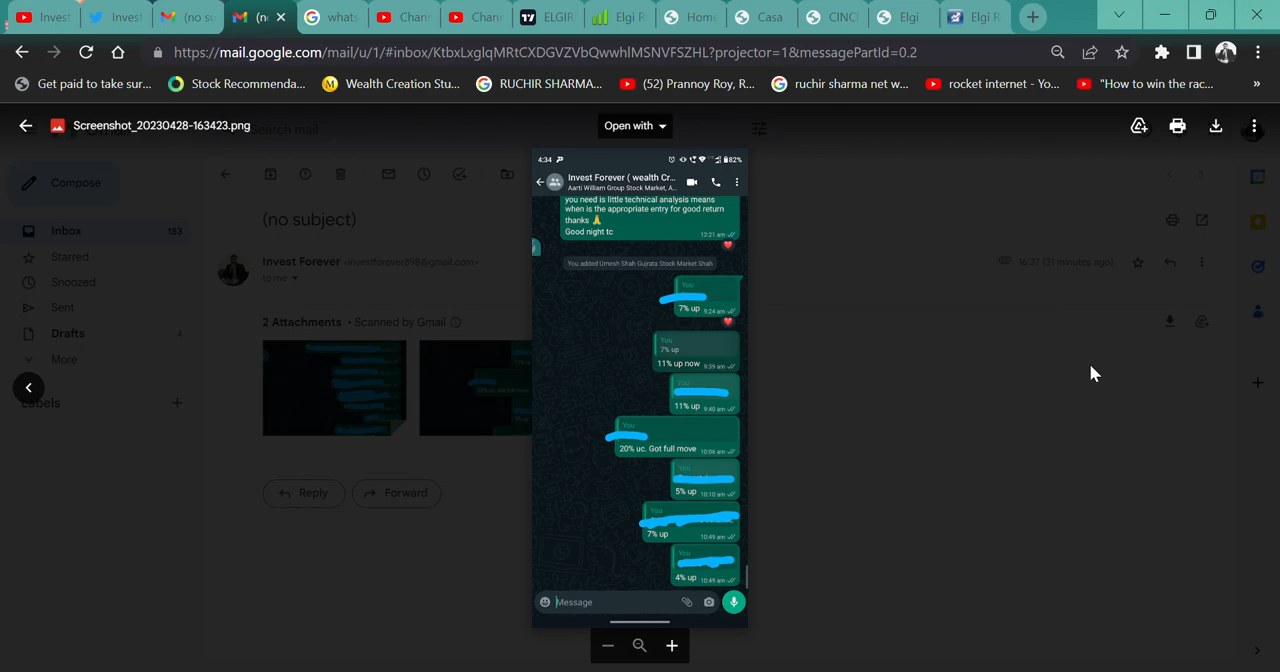 Invest
Invest
(no su
(n
what
Chan
Chan
ELGIR
Elgi R
Home
Casa
CINC
Elgi
Elgi R
https://mail.google.com/mail/u/1/#inbox/KtbxLxglqMRtCXDGVZVbQwwhlMSNVFSZHL?projector=1&messagePartId=0.2
Get paid to take sur...
Stock Recommenda...
Wealth Creation Stu...
RUCHIR SHARMA...
(52) Prannoy Roy, R...
ruchir sharma net w...
rocket internet - Yo...
"How to win the rac...
»
Screenshot_20230428-163423.png
Search mail
Open with
Compose
Inbox 183
Starred
Snoozed
Sent
Drafts 4
More
Labels
(no subject)
Invest Forever <investforever898@gmail.com>
16:37 (31 minutes ago)
to me
2 Attachments • Scanned by Gmail
Reply
Forward
4:34
82%
Invest Forever ( wealth Cr...
Aarti William Group Stock Market, A...
you need is little technical analysis means
when is the appropriate entry for good return
thanks 🙏
Good night tc
12:21 am
You added Umesh Shah Gujrata Stock Market Shah
You
7% up 9:24 am
You
7% up
11% up now 9:39 am
You
11% up 9:40 am
You
20% uc. Got full move 10:06 am
You
5% up 10:10 am
You
7% up 10:49 am
You
4% up 10:49 am
Message